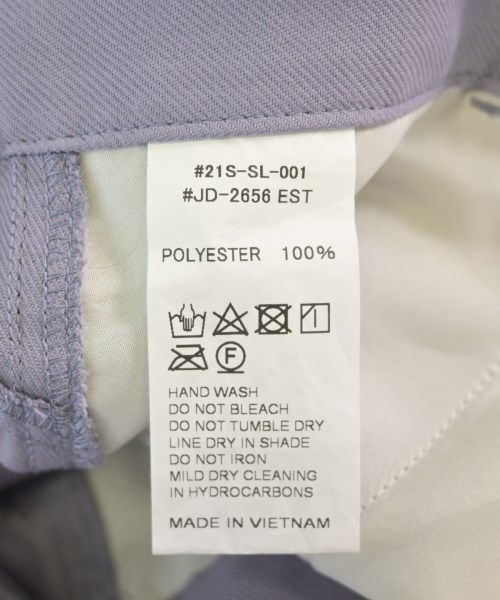 #21S-SL-001
#JD-2656 EST
POLYESTER 100%
F
HAND WASH
DO NOT BLEACH
DO NOT TUMBLE DRY
LINE DRY IN SHADE
DO NOT IRON
MILD DRY CLEANING
IN HYDROCARBONS
MADE IN VIETNAM